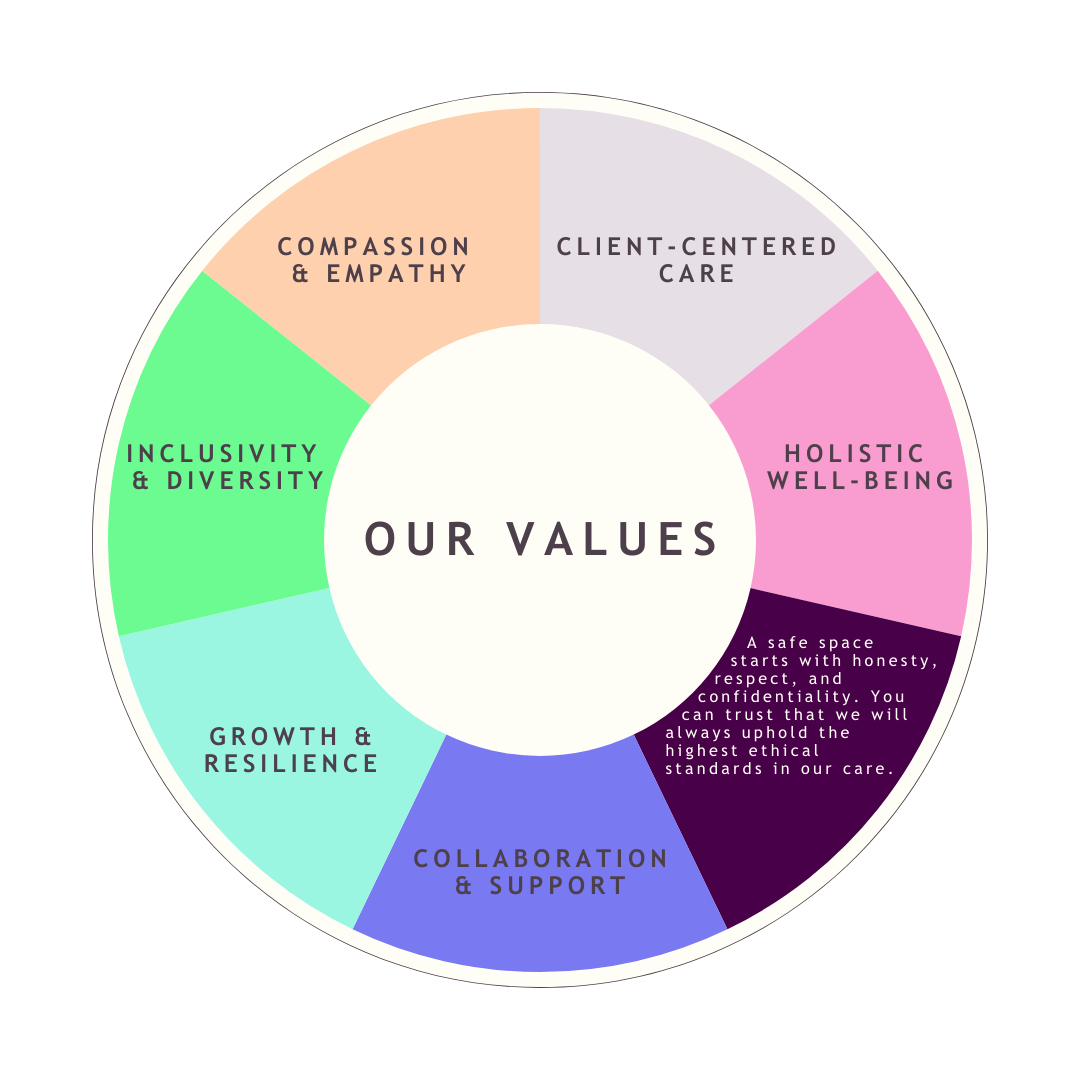 COMPASSION
& EMPATHY
CLIENT-CENTERED
CARE
INCLUSIVITY
& DIVERSITY
HOLISTIC
WELL-BEING
OUR VALUES
A safe space
starts with honesty,
respect, and
confidentiality. You
can trust that we will
always uphold the
highest ethical
standards in our care.
GROWTH &
RESILIENCE
COLLABORATION
& SUPPORT